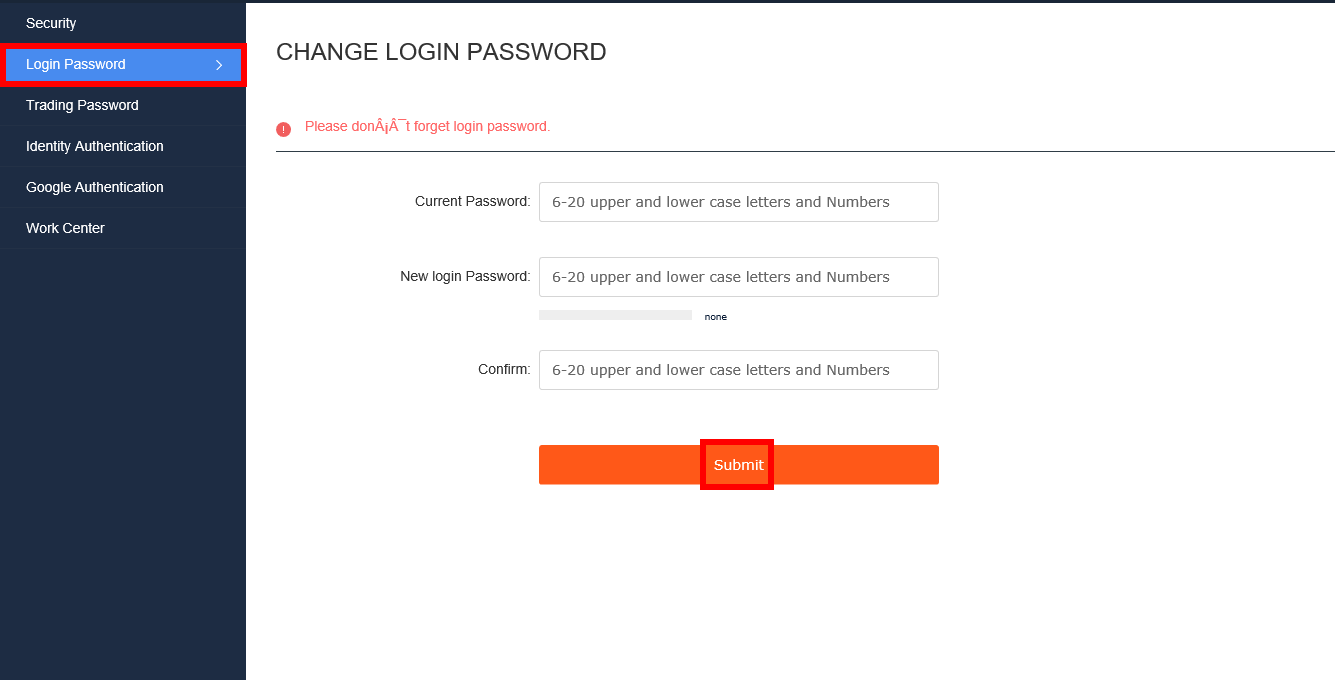 Security
Login Password
Trading Password
Identity Authentication
Google Authentication
Work Center
CHANGE LOGIN PASSWORD
Please donÂ¡Â¯t forget login password.
Current Password: 6-20 upper and lower case letters and Numbers
New login Password: 6-20 upper and lower case letters and Numbers
none
Confirm: 6-20 upper and lower case letters and Numbers
Submit